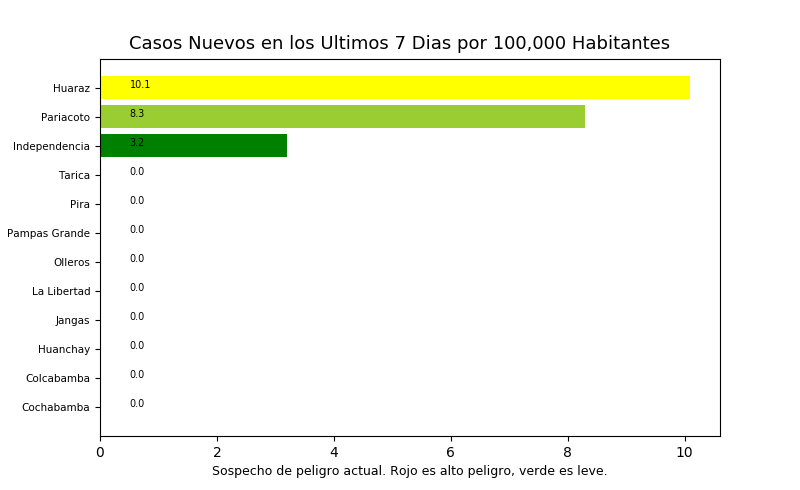 Casos Nuevos en los Ultimos 7 Dias por 100,000 Habitantes
Huaraz 10.1
Pariacoto 8.3
Independencia 3.2
Tarica 0.0
Pira 0.0
Pampas Grande 0.0
Olleros 0.0
La Libertad 0.0
Jangas 0.0
Huanchay 0.0
Colcabamba 0.0
Cochabamba 0.0
0 2 4 6 8 10
Sospecho de peligro actual. Rojo es alto peligro, verde es leve.